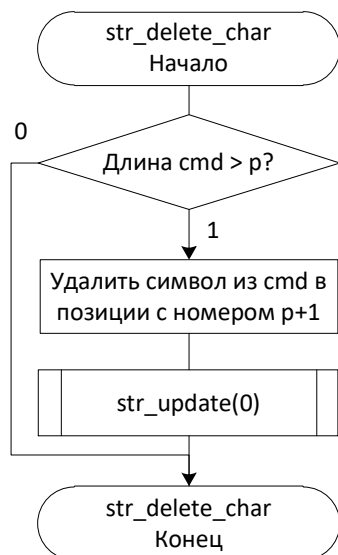 str_delete_char
Начало
0
Длина cmd > p?
1
Удалить символ из cmd в
позиции с номером p+1
str_update(0)
str_delete_char
Конец